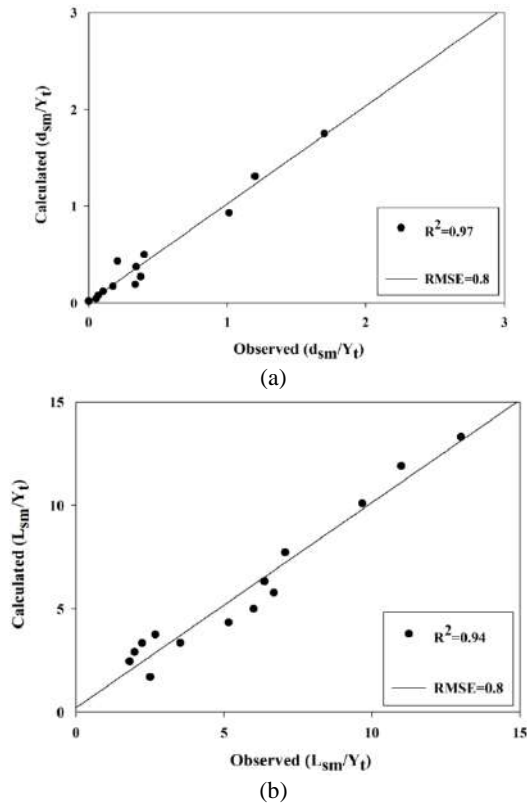 3
2
1
0
Calculated (dsm/Yt)
R2=0.97
RMSE=0.8
0 1 2 3
Observed (dsm/Yt)
(a)
15
10
5
0
Calculated (Lsm/Yt)
R2=0.94
RMSE=0.8
0 5 10 15
Observed (Lsm/Yt)
(b)